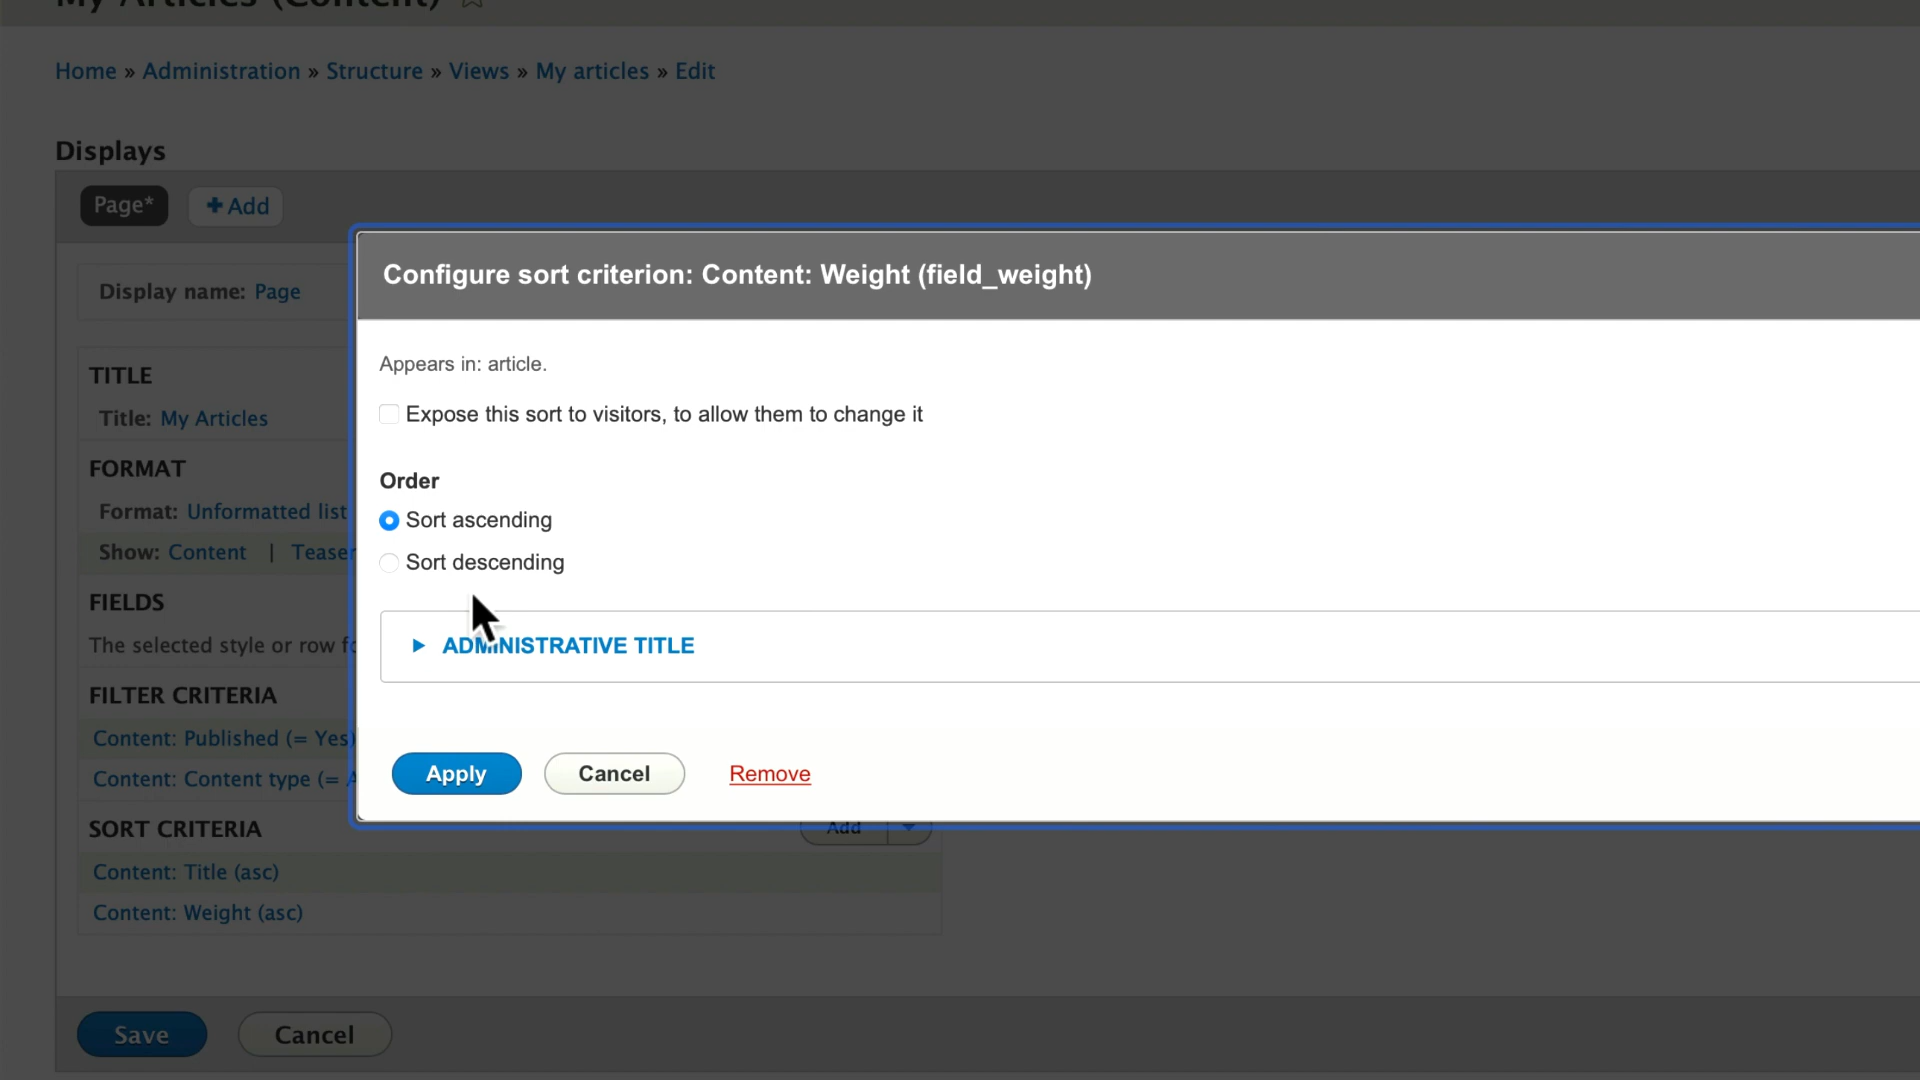 My Articles (Content)
Home » Administration » Structure » Views » My articles » Edit
Displays
Page*
+ Add
Configure sort criterion: Content: Weight (field_weight)
Display name: Page
Appears in: article.
TITLE
Title: My Articles
Expose this sort to visitors, to allow them to change it
FORMAT
Order
Format: Unformatted list
Sort ascending
Show: Content | Teaser
Sort descending
FIELDS
The selected style or row
ADMINISTRATIVE TITLE
FILTER CRITERIA
Content: Published (= Yes)
Content: Content type (=
Apply
Cancel
Remove
SORT CRITERIA
Add
Content: Title (asc)
Content: Weight (asc)
Save
Cancel